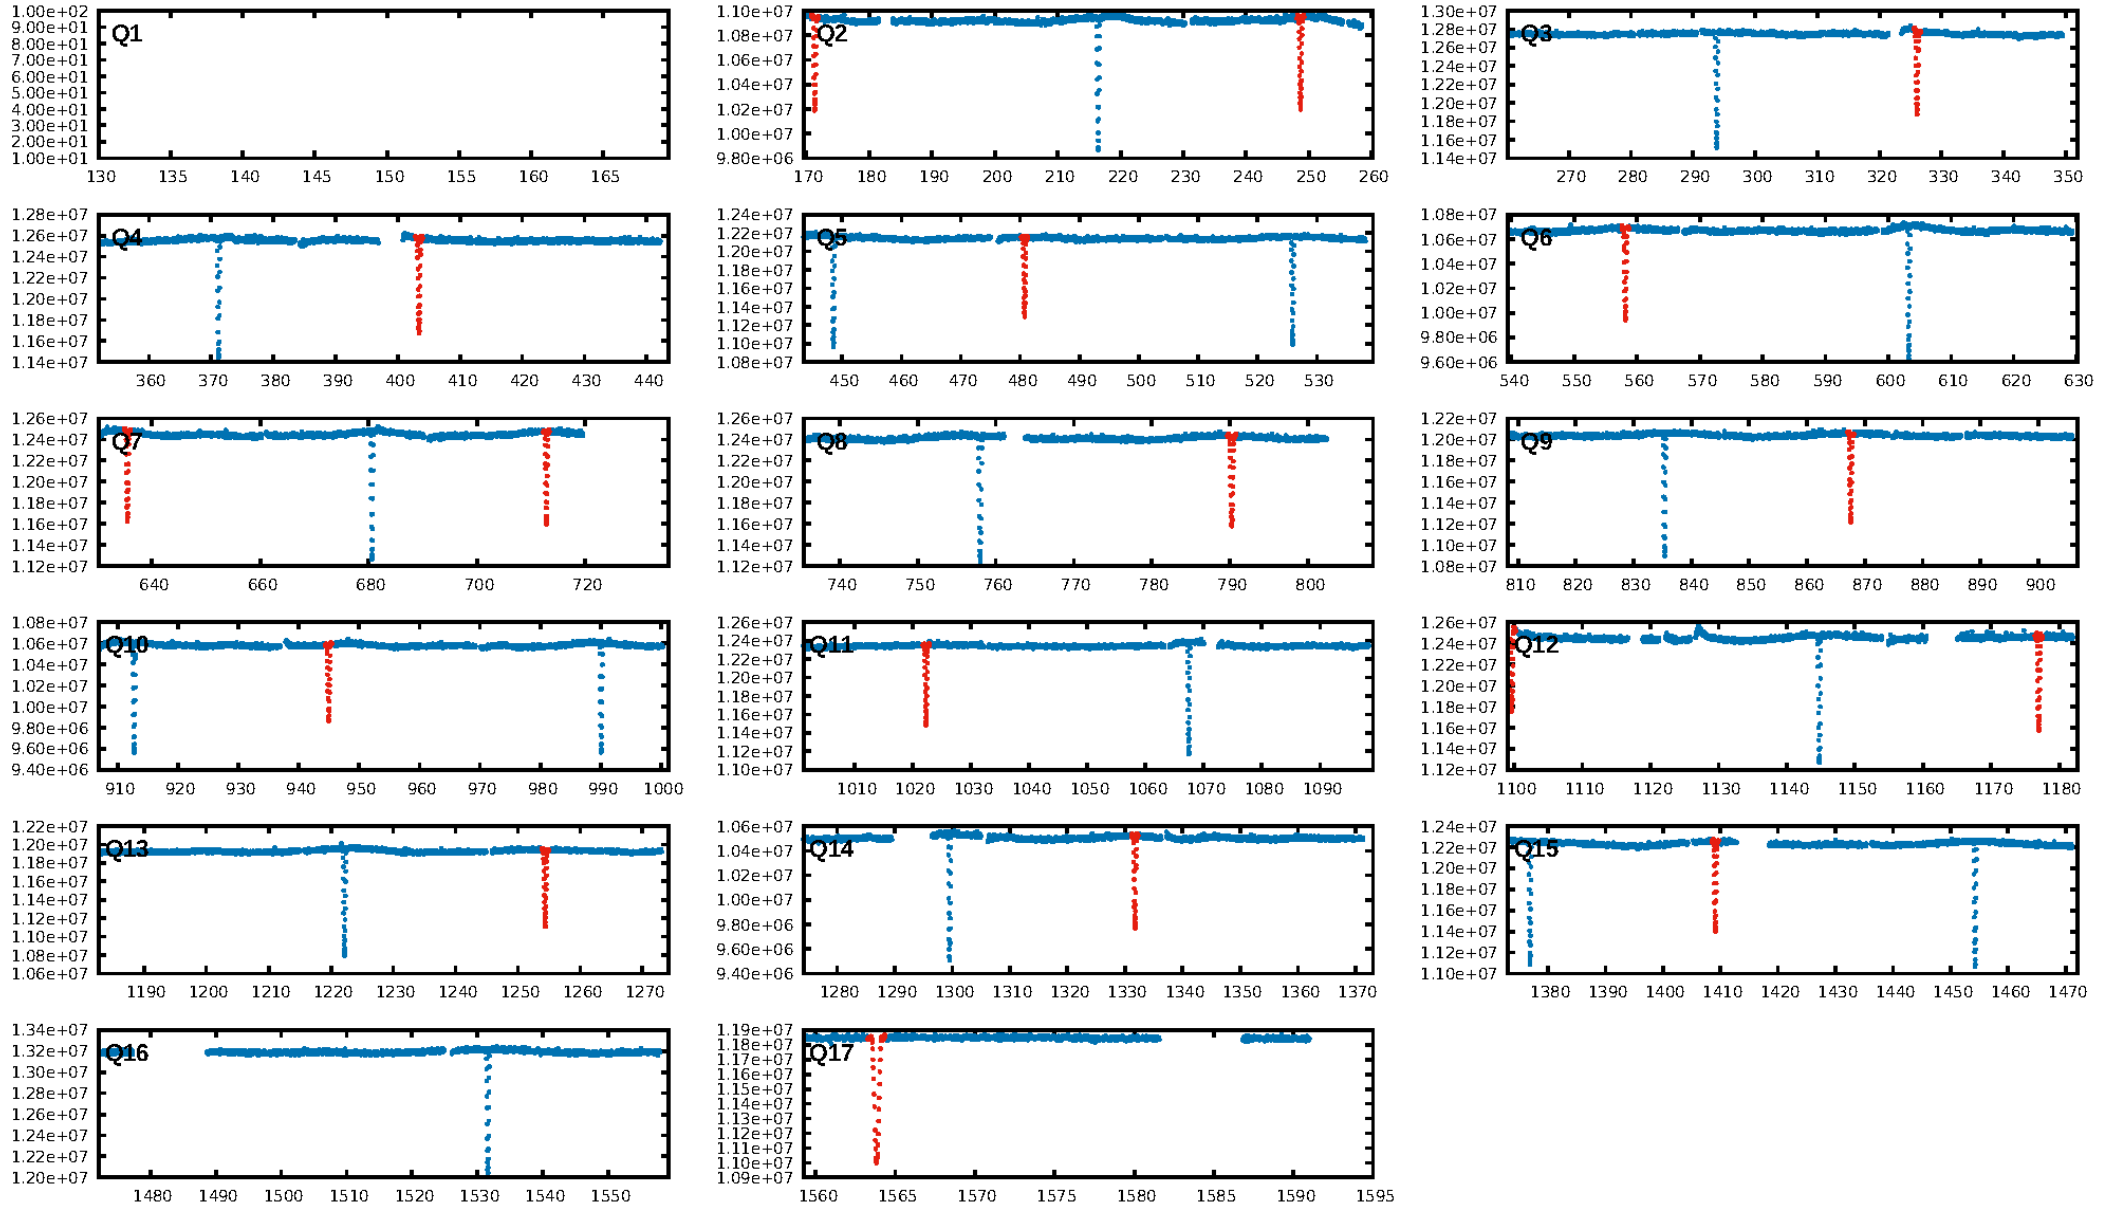 1.00e+02
9.00e+01
8.00e+01
7.00e+01
6.00e+01
5.00e+01
4.00e+01
3.00e+01
2.00e+01
1.00e+01
Q1
130 135 140 145 150 155 160 165
1.10e+07
1.08e+07
1.06e+07
1.04e+07
1.02e+07
1.00e+07
9.80e+06
Q2
170 180 190 200 210 220 230 240 250 260
1.30e+07
1.28e+07
1.26e+07
1.24e+07
1.22e+07
1.20e+07
1.18e+07
1.16e+07
1.14e+07
Q3
270 280 290 300 310 320 330 340 350
1.28e+07
1.26e+07
1.24e+07
1.22e+07
1.20e+07
1.18e+07
1.16e+07
1.14e+07
Q4
360 370 380 390 400 410 420 430 440
1.24e+07
1.22e+07
1.20e+07
1.18e+07
1.16e+07
1.14e+07
1.12e+07
1.10e+07
1.08e+07
Q5
450 460 470 480 490 500 510 520 530
1.08e+07
1.06e+07
1.04e+07
1.02e+07
1.00e+07
9.80e+06
9.60e+06
Q6
540 550 560 570 580 590 600 610 620 630
1.26e+07
1.24e+07
1.22e+07
1.20e+07
1.18e+07
1.16e+07
1.14e+07
1.12e+07
Q7
640 660 680 700 720
1.26e+07
1.24e+07
1.22e+07
1.20e+07
1.18e+07
1.16e+07
1.14e+07
1.12e+07
Q8
740 750 760 770 780 790 800
1.22e+07
1.20e+07
1.18e+07
1.16e+07
1.14e+07
1.12e+07
1.10e+07
1.08e+07
Q9
810 820 830 840 850 860 870 880 890 900
1.08e+07
1.06e+07
1.04e+07
1.02e+07
1.00e+07
9.80e+06
9.60e+06
9.40e+06
Q10
910 920 930 940 950 960 970 980 990 1000
1.26e+07
1.24e+07
1.22e+07
1.20e+07
1.18e+07
1.16e+07
1.14e+07
1.12e+07
1.10e+07
Q11
1010 1020 1030 1040 1050 1060 1070 1080 1090
1.26e+07
1.24e+07
1.22e+07
1.20e+07
1.18e+07
1.16e+07
1.14e+07
1.12e+07
Q12
1100 1110 1120 1130 1140 1150 1160 1170 1180
1.22e+07
1.20e+07
1.18e+07
1.16e+07
1.14e+07
1.12e+07
1.10e+07
1.08e+07
1.06e+07
Q13
1190 1200 1210 1220 1230 1240 1250 1260 1270
1.06e+07
1.04e+07
1.02e+07
1.00e+07
9.80e+06
9.60e+06
9.40e+06
Q14
1280 1290 1300 1310 1320 1330 1340 1350 1360 1370
1.24e+07
1.22e+07
1.20e+07
1.18e+07
1.16e+07
1.14e+07
1.12e+07
1.10e+07
Q15
1380 1390 1400 1410 1420 1430 1440 1450 1460 1470
1.34e+07
1.32e+07
1.30e+07
1.28e+07
1.26e+07
1.24e+07
1.22e+07
1.20e+07
Q16
1480 1490 1500 1510 1520 1530 1540 1550
1.19e+07
1.18e+07
1.17e+07
1.16e+07
1.15e+07
1.14e+07
1.13e+07
1.12e+07
1.11e+07
1.10e+07
1.09e+07
Q17
1560 1565 1570 1575 1580 1585 1590 1595